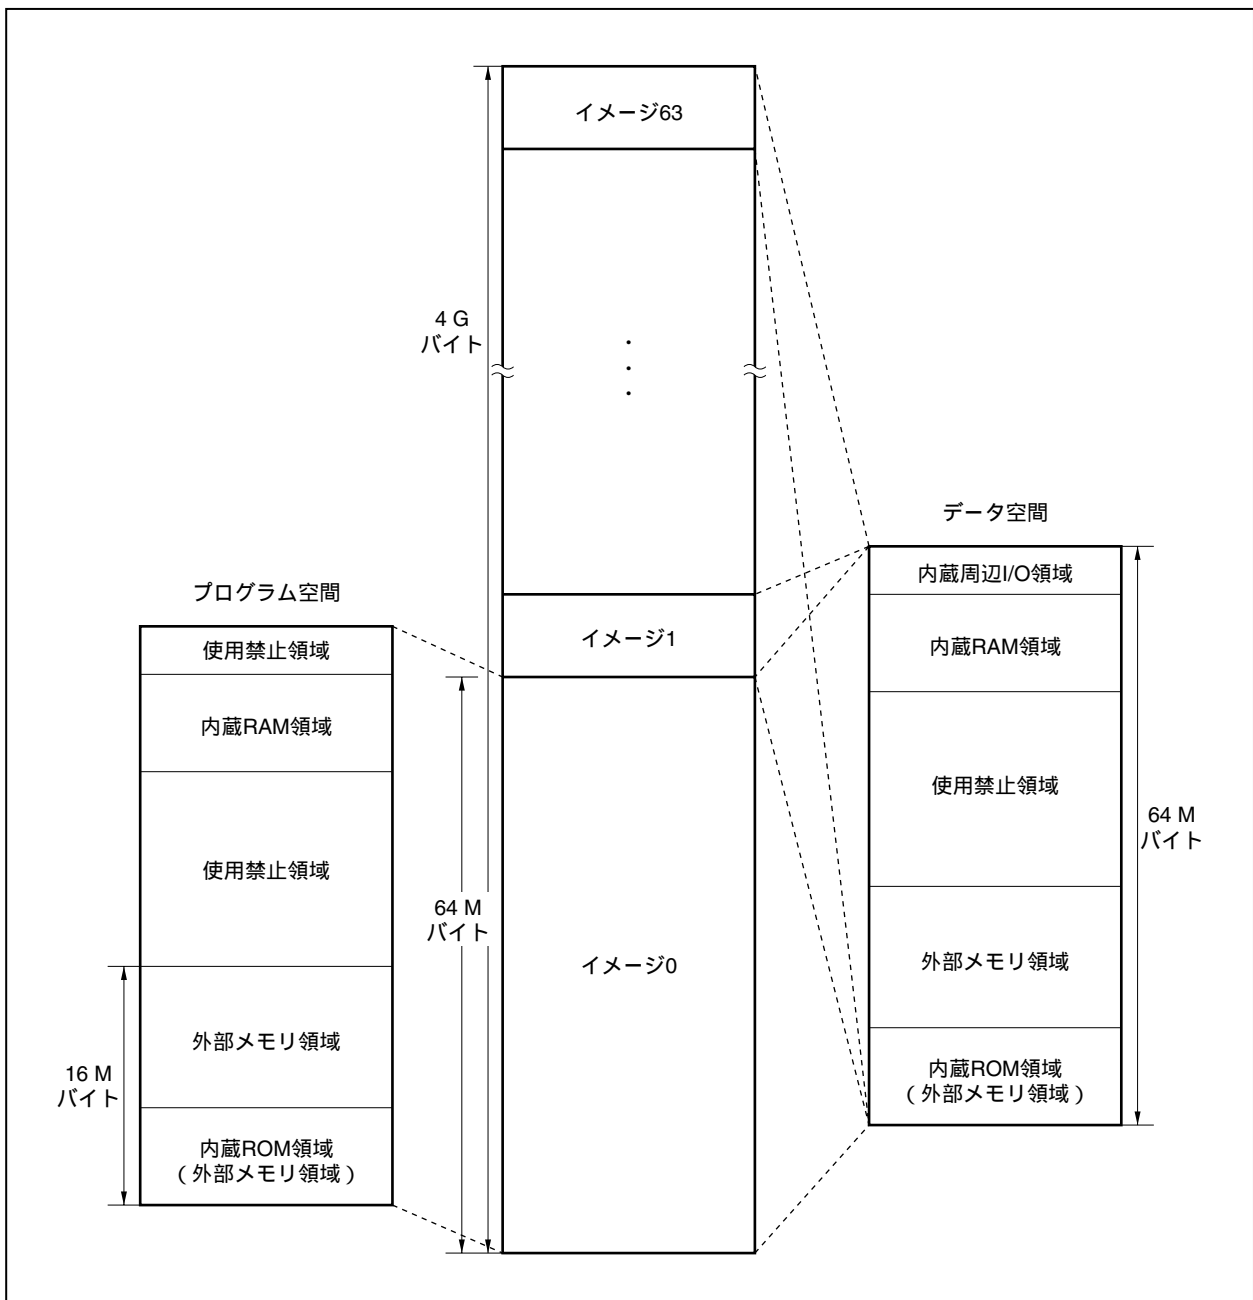 イメージ63
4 G
バイト
・
・
・
データ空間
内蔵周辺I/O領域
プログラム空間
使用禁止領域
イメージ1
内蔵RAM領域
内蔵RAM領域
使用禁止領域
64 M
バイト
使用禁止領域
64 M
バイト
イメージ0
外部メモリ領域
外部メモリ領域
16 M
バイト
内蔵ROM領域
(外部メモリ領域)
内蔵ROM領域
(外部メモリ領域)